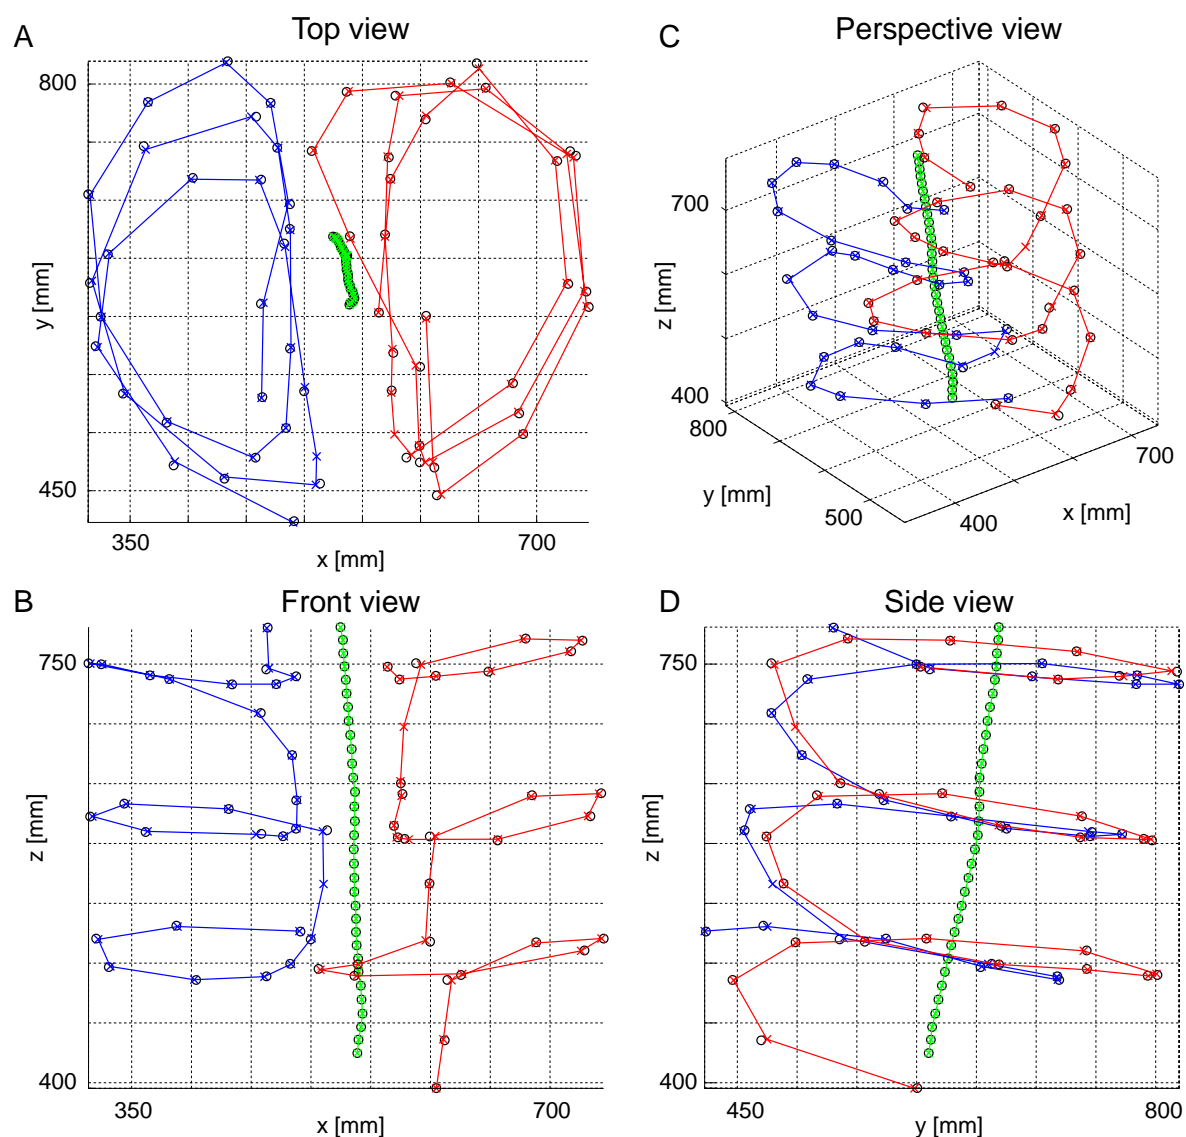 A
Top view
800
450
y [mm]
350
700
x [mm]
C
Perspective view
700
400
z [mm]
800
500
y [mm]
400
700
x [mm]
B
Front view
750
400
z [mm]
350
700
x [mm]
D
Side view
750
400
z [mm]
450
800
y [mm]